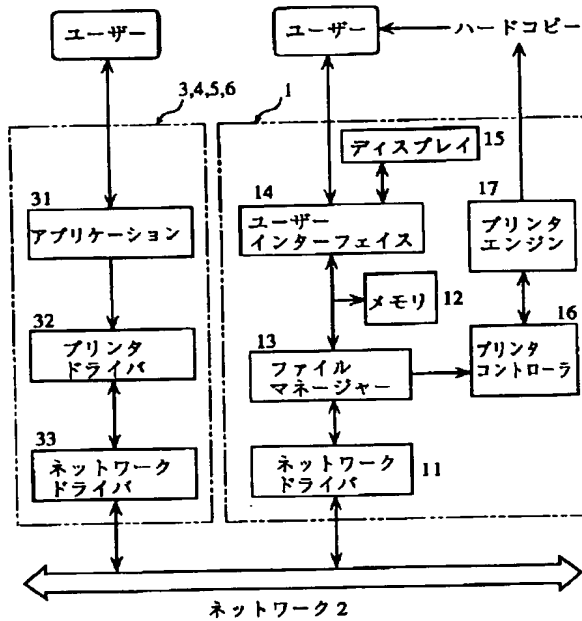 ユーザー
ユーザー
ハードコピー
3,4,5,6
1
15
ディスプレイ
31
アプリケーション
14
ユーザー
インターフェイス
17
プリンタ
エンジン
メモリ
12
32
プリンタ
ドライバ
13
ファイル
マネージャー
16
プリンタ
コントローラ
33
ネットワーク
ドライバ
ネットワーク
ドライバ
11
ネットワーク2